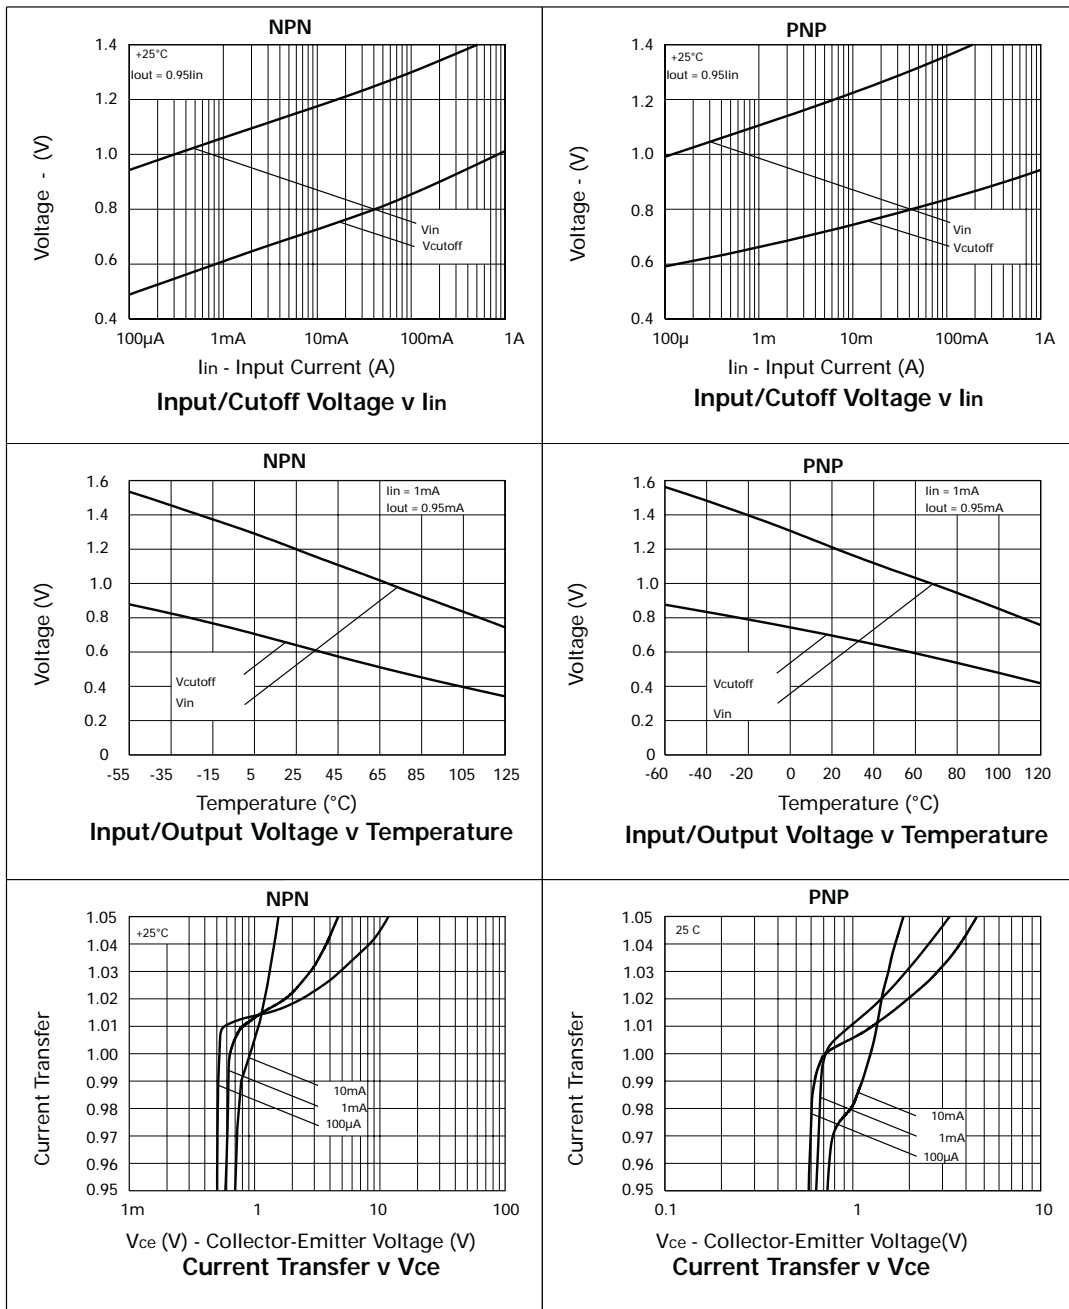 NPN
1.4
1.2
1.0
0.8
0.6
0.4
Voltage - (V)
+25°C
Iout = 0.95Iin
Vin
Vcutoff
100µA 1mA 10mA 100mA 1A
Iin - Input Current (A)
Input/Cutoff Voltage v Iin
PNP
1.4
1.2
1.0
0.8
0.6
0.4
Voltage - (V)
+25°C
Iout = 0.95Iin
Vin
Vcutoff
100µ 1m 10m 100mA 1A
Iin - Input Current (A)
Input/Cutoff Voltage v Iin
NPN
1.6
1.4
1.2
1.0
0.8
0.6
0.4
0.2
0
Voltage (V)
Iin = 1mA
Iout = 0.95mA
Vcutoff
Vin
-55 -35 -15 5 25 45 65 85 105 125
Temperature (°C)
Input/Output Voltage v Temperature
PNP
1.6
1.4
1.2
1.0
0.8
0.6
0.4
0.2
0
Voltage (V)
Iin = 1mA
Iout = 0.95mA
Vcutoff
Vin
-60 -40 -20 0 20 40 60 80 100 120
Temperature (°C)
Input/Output Voltage v Temperature
NPN
1.05
1.04
1.03
1.02
1.01
1.00
0.99
0.98
0.97
0.96
0.95
Current Transfer
+25°C
10mA
1mA
100µA
1m 1 10 100
Vce (V) - Collector-Emitter Voltage (V)
Current Transfer v Vce
PNP
1.05
1.04
1.03
1.02
1.01
1.00
0.99
0.98
0.97
0.96
0.95
Current Transfer
25 C
10mA
1mA
100µA
0.1 1 10
Vce - Collector-Emitter Voltage(V)
Current Transfer v Vce